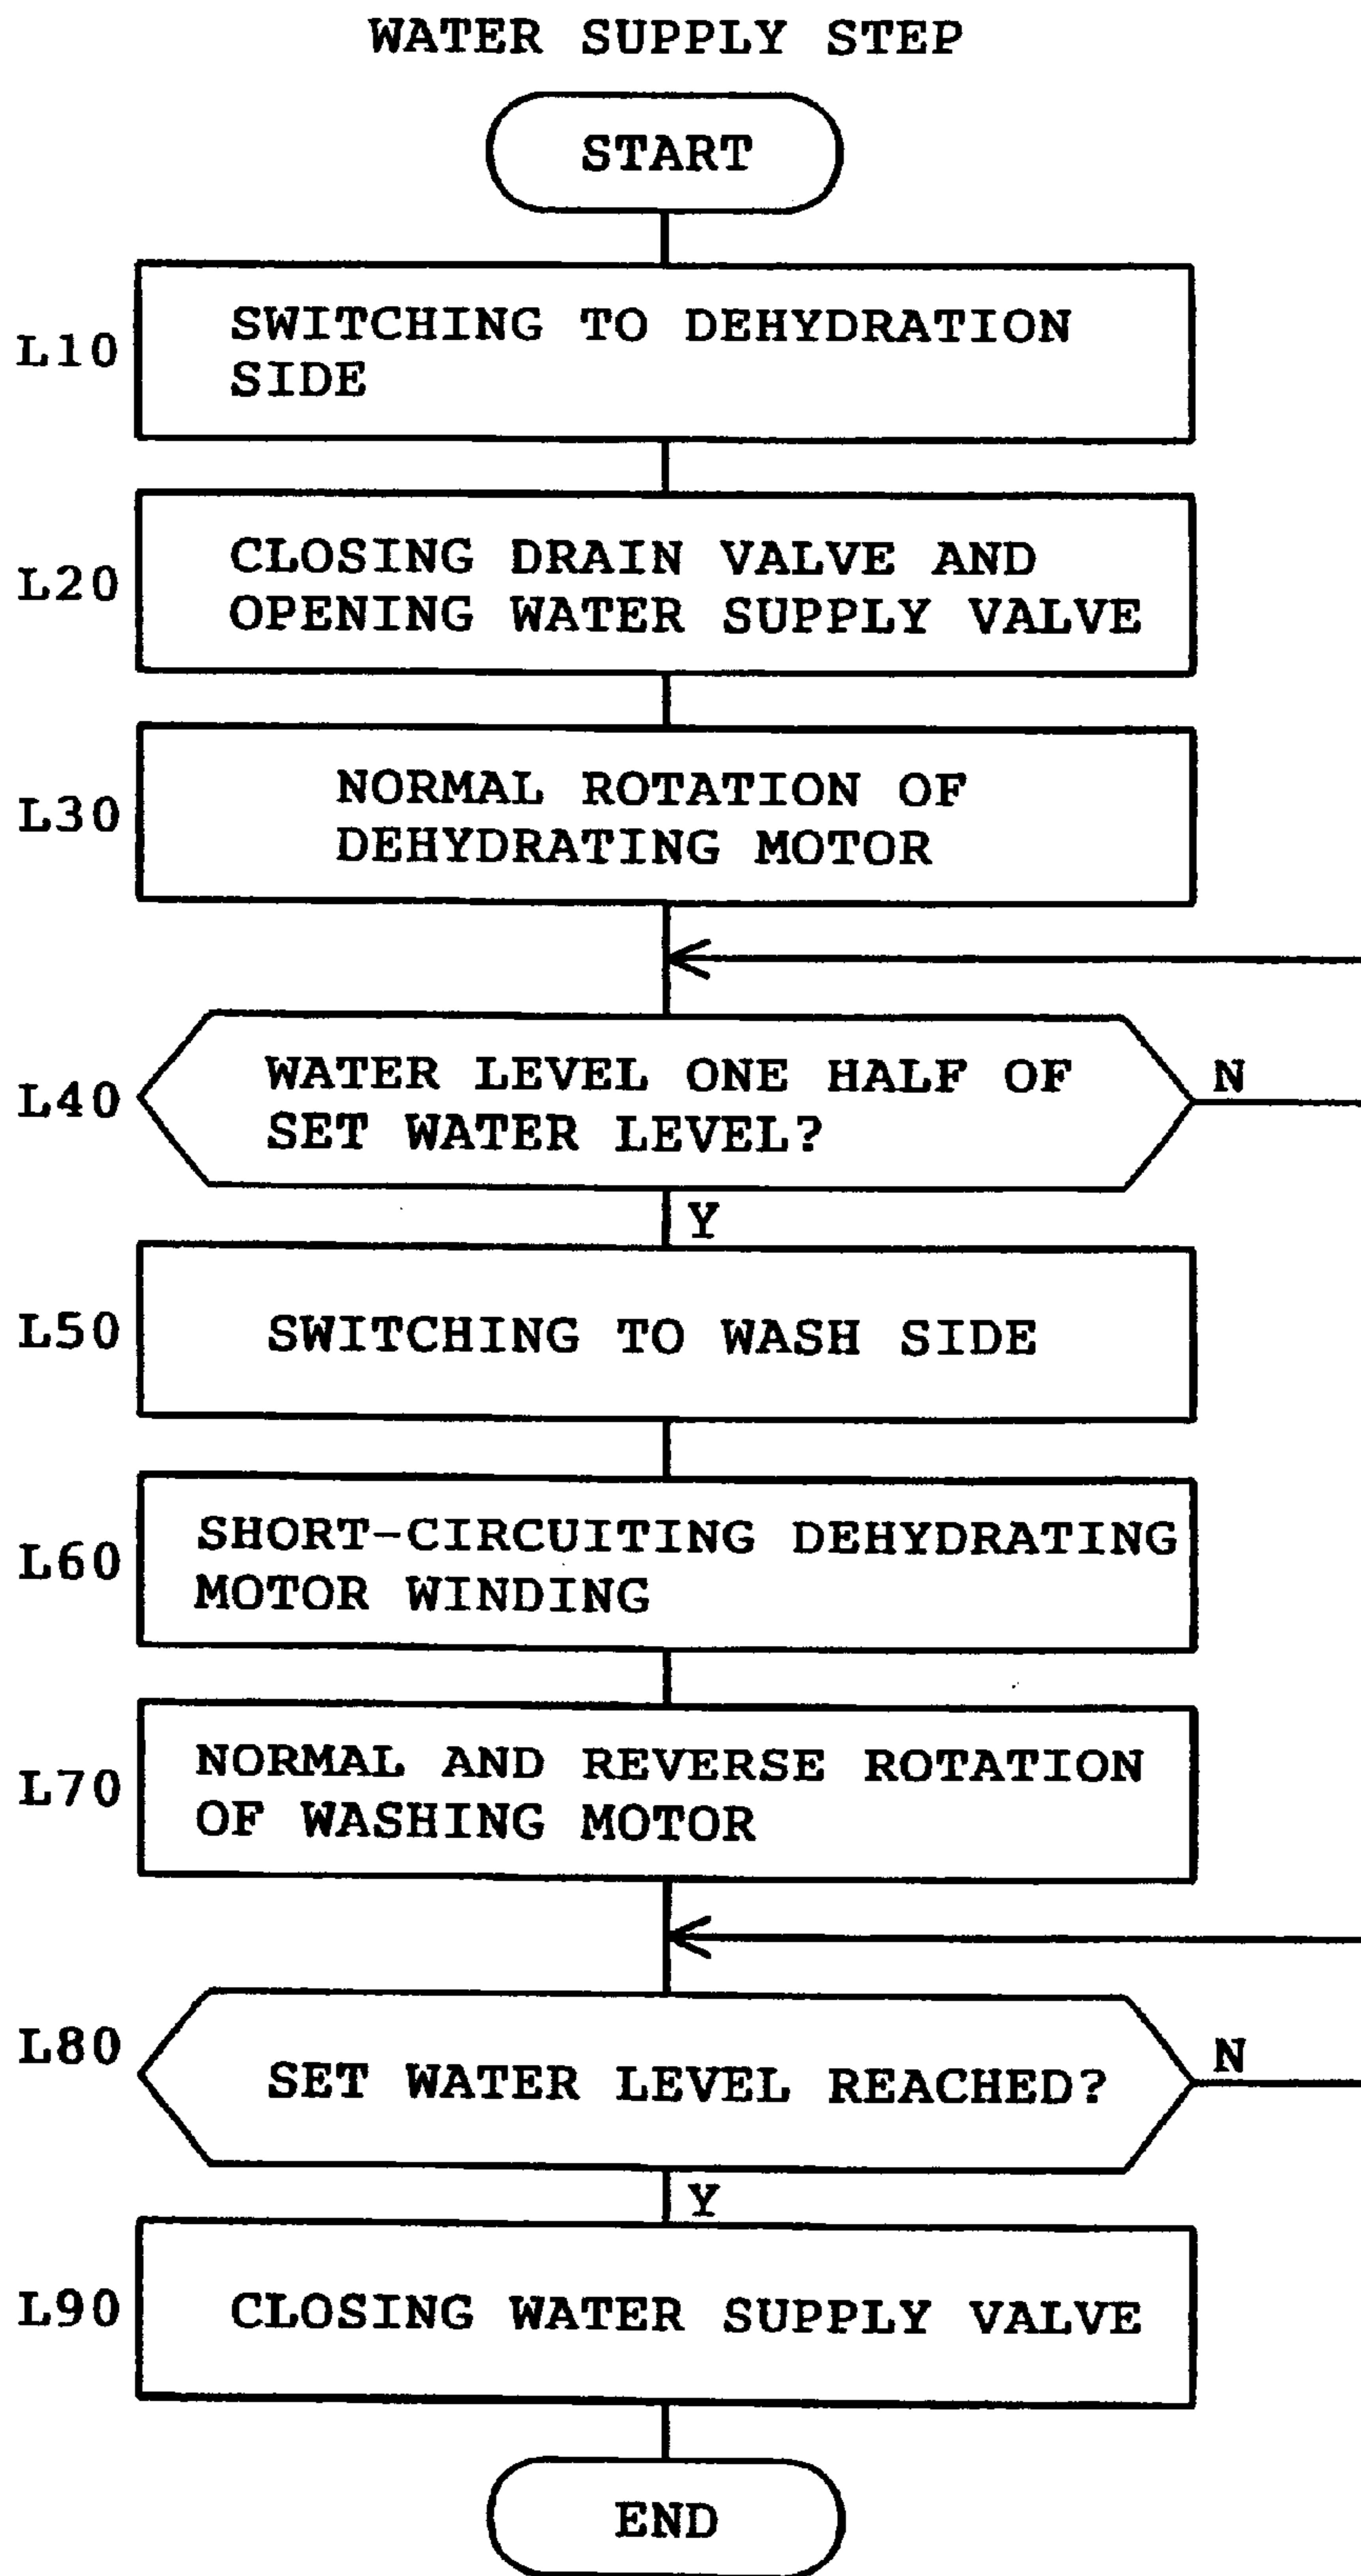 WATER SUPPLY STEP
START
L10
SWITCHING TO DEHYDRATION
SIDE
L20
CLOSING DRAIN VALVE AND
OPENING WATER SUPPLY VALVE
L30
NORMAL ROTATION OF
DEHYDRATING MOTOR
L40
WATER LEVEL ONE HALF OF
SET WATER LEVEL?
N
Y
L50
SWITCHING TO WASH SIDE
L60
SHORT-CIRCUITING DEHYDRATING
MOTOR WINDING
L70
NORMAL AND REVERSE ROTATION
OF WASHING MOTOR
L80
SET WATER LEVEL REACHED?
N
Y
L90
CLOSING WATER SUPPLY VALVE
END